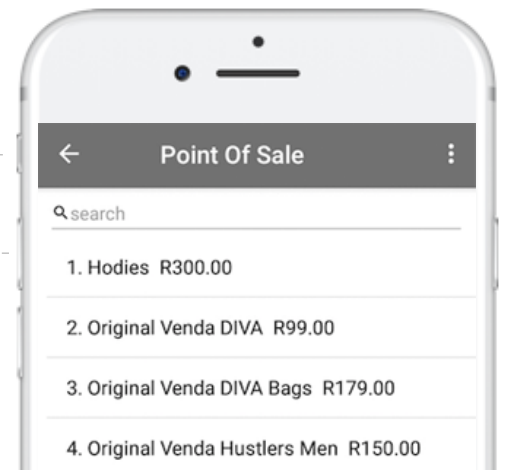 Point Of Sale
search
1. Hodies R300.00
2. Original Venda DIVA R99.00
3. Original Venda DIVA Bags R179.00
4. Original Venda Hustlers Men R150.00